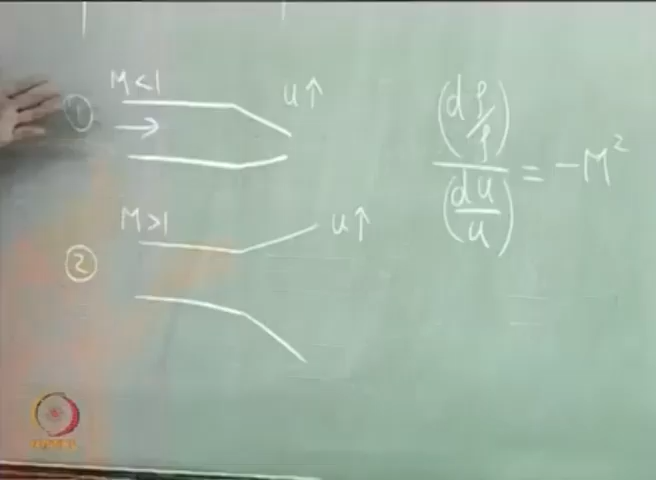 ① M<1 u↑
② M>1 u↑
(dρ/ρ)
――― = -M²
(du/u)